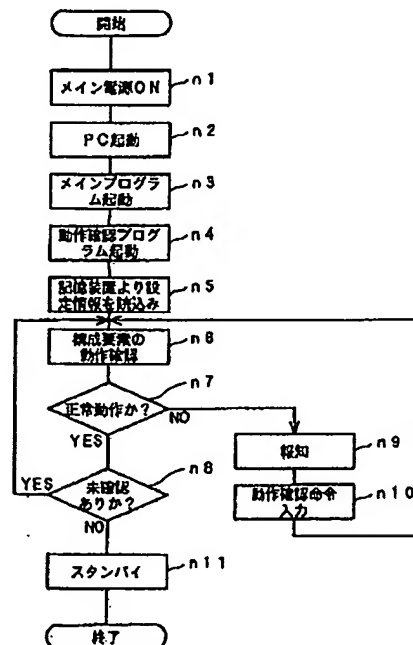 開始
メイン電源ON
n1
PC起動
n2
メインプログラ
ム起動
n3
動作確認プログ
ラム起動
n4
記憶装置より設
定情報を読込み
n5
構成要素の
動作確認
n6
正常動作か?
n7
NO
YES
報知
n9
未確認
ありか?
n8
YES
NO
動作確認命令
入力
n10
スタンバイ
n11
終了